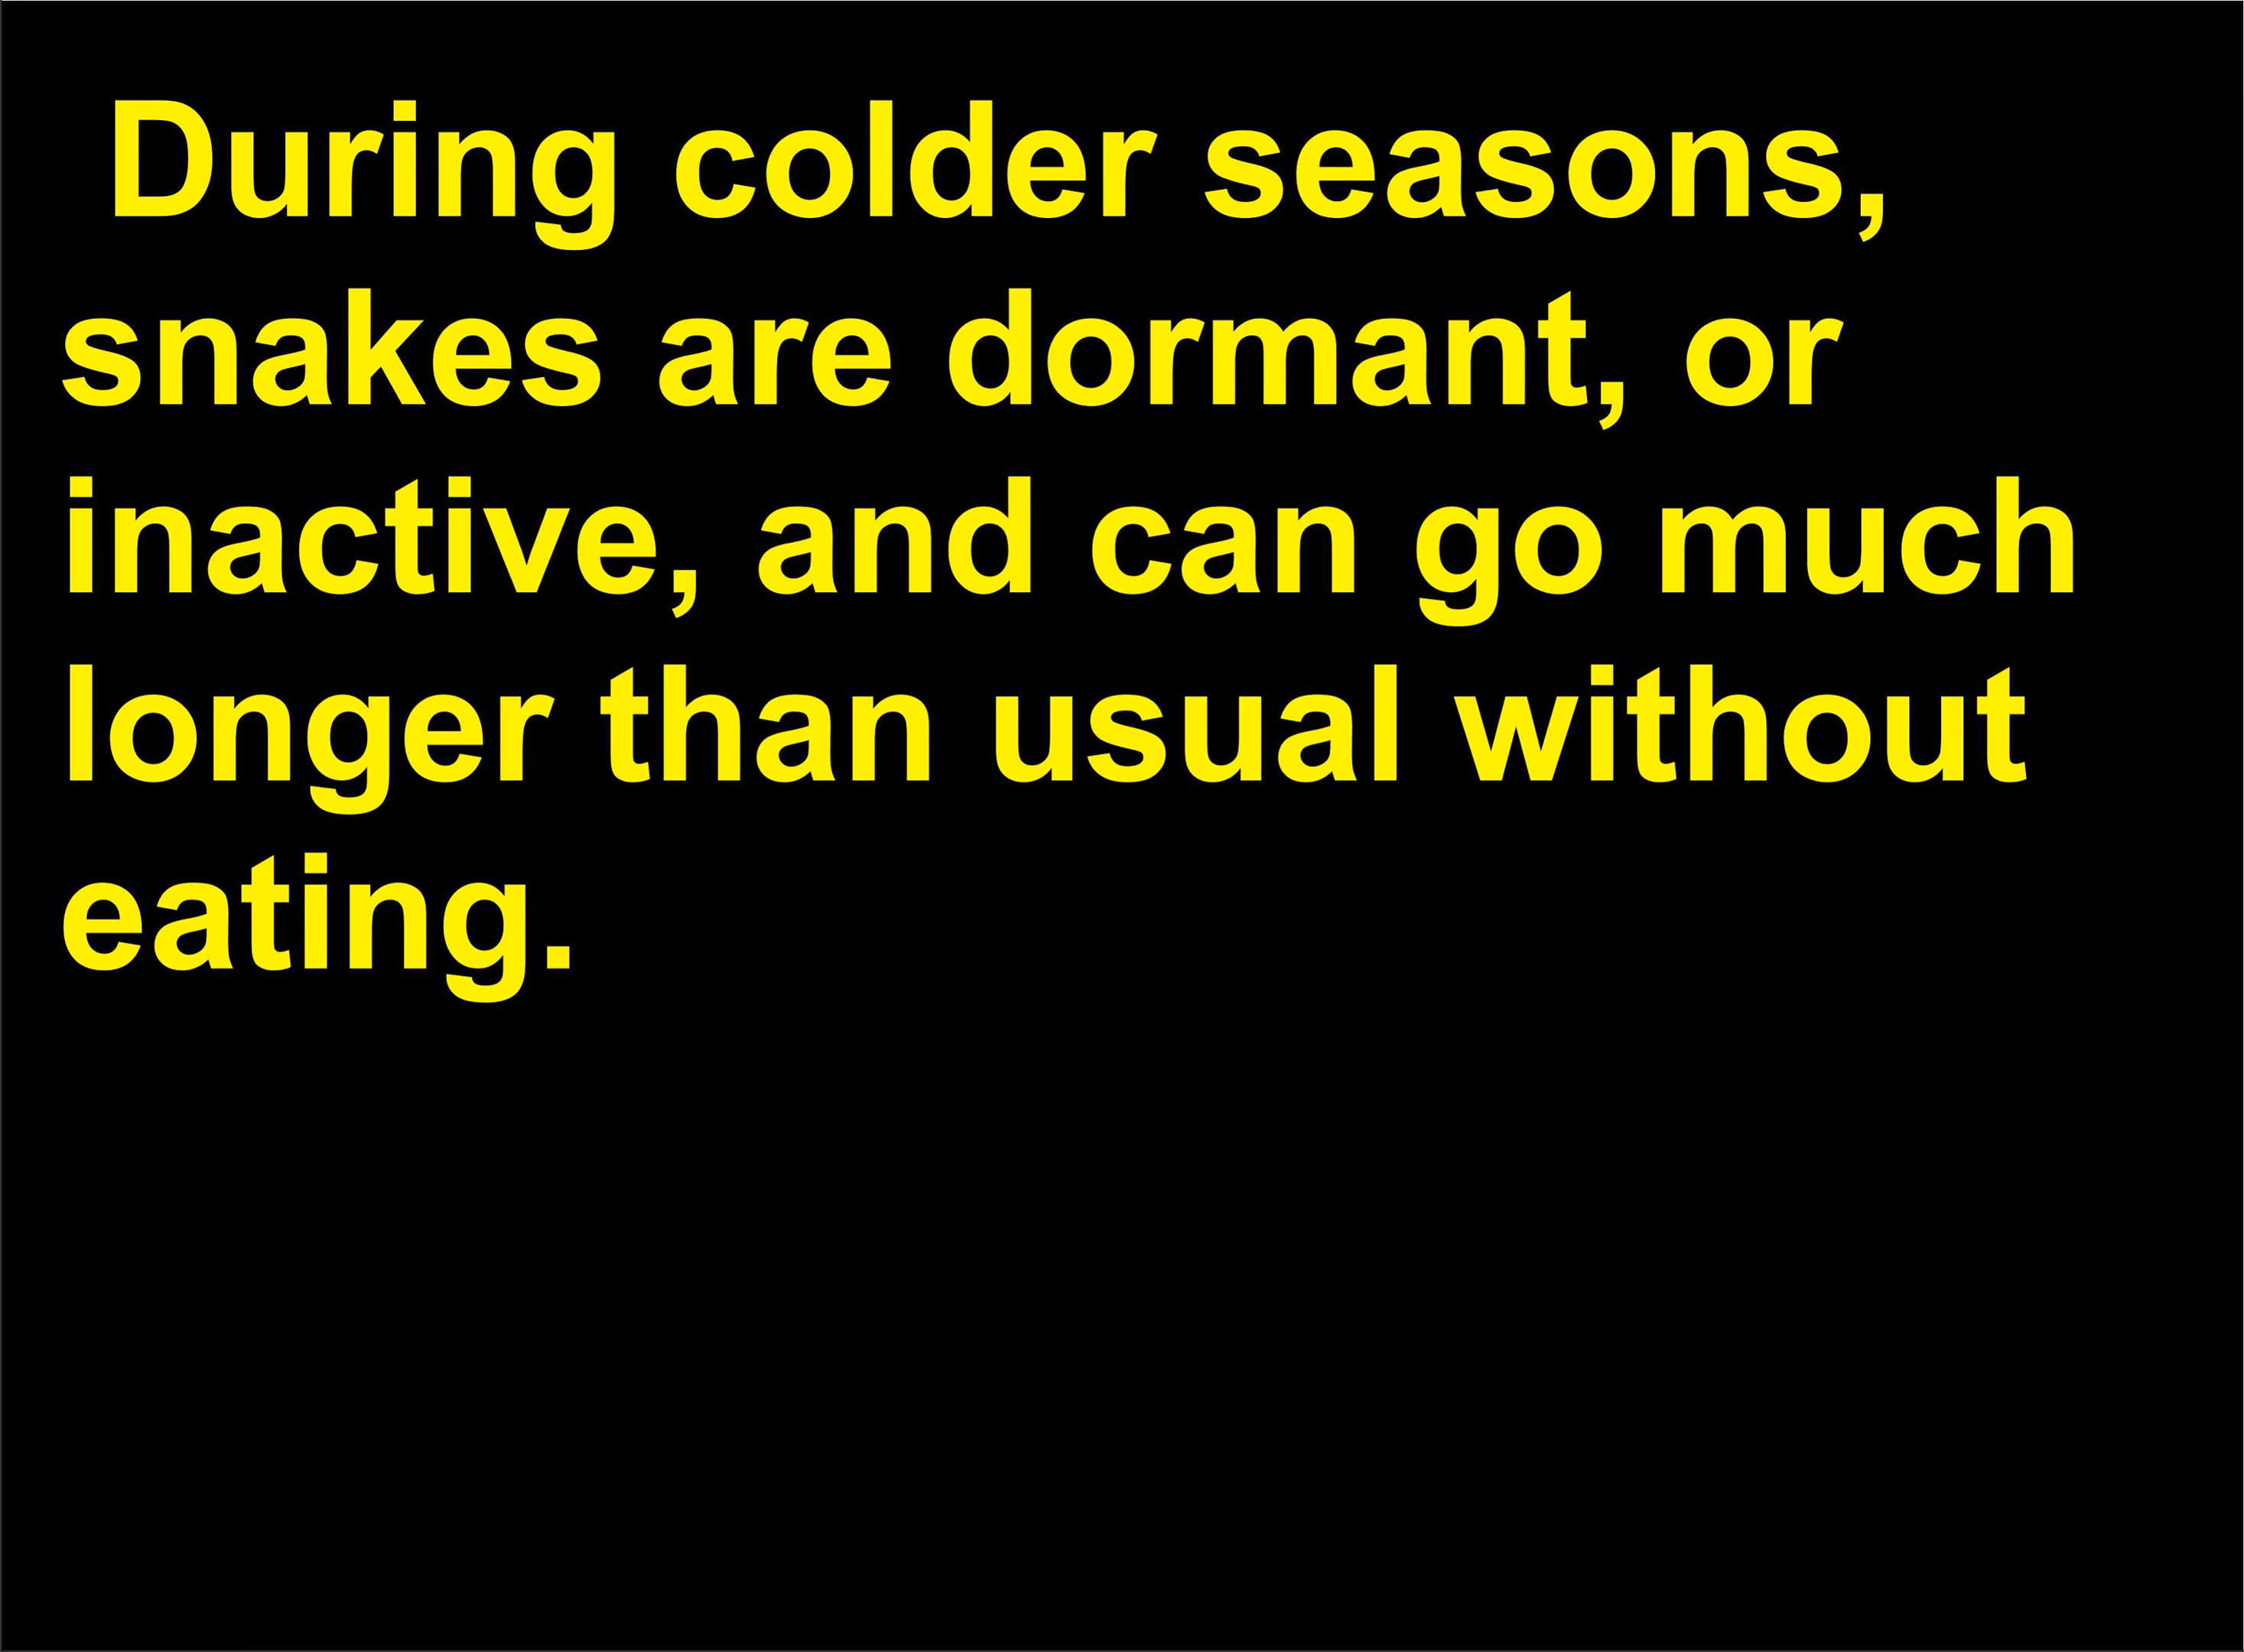 During colder seasons,
snakes are dormant, or
inactive, and can go much
longer than usual without
eating.